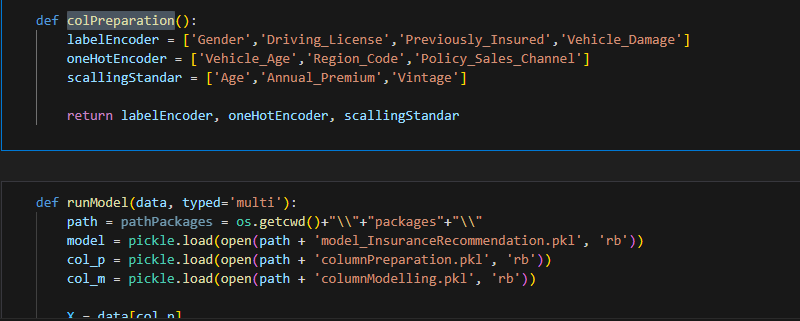 def colPreparation():
labelEncoder = ['Gender','Driving_License','Previously_Insured','Vehicle_Damage']
oneHotEncoder = ['Vehicle_Age','Region_Code','Policy_Sales_Channel']
scallingStandar = ['Age','Annual_Premium','Vintage']
return labelEncoder, oneHotEncoder, scallingStandar
def runModel(data, typed='multi'):
path = pathPackages = os.getcwd()+"\\"+"packages"+"\\"
model = pickle.load(open(path + 'model_InsuranceRecommendation.pkl', 'rb'))
col_p = pickle.load(open(path + 'columnPreparation.pkl', 'rb'))
col_m = pickle.load(open(path + 'columnModelling.pkl', 'rb'))
X = data[col_p]